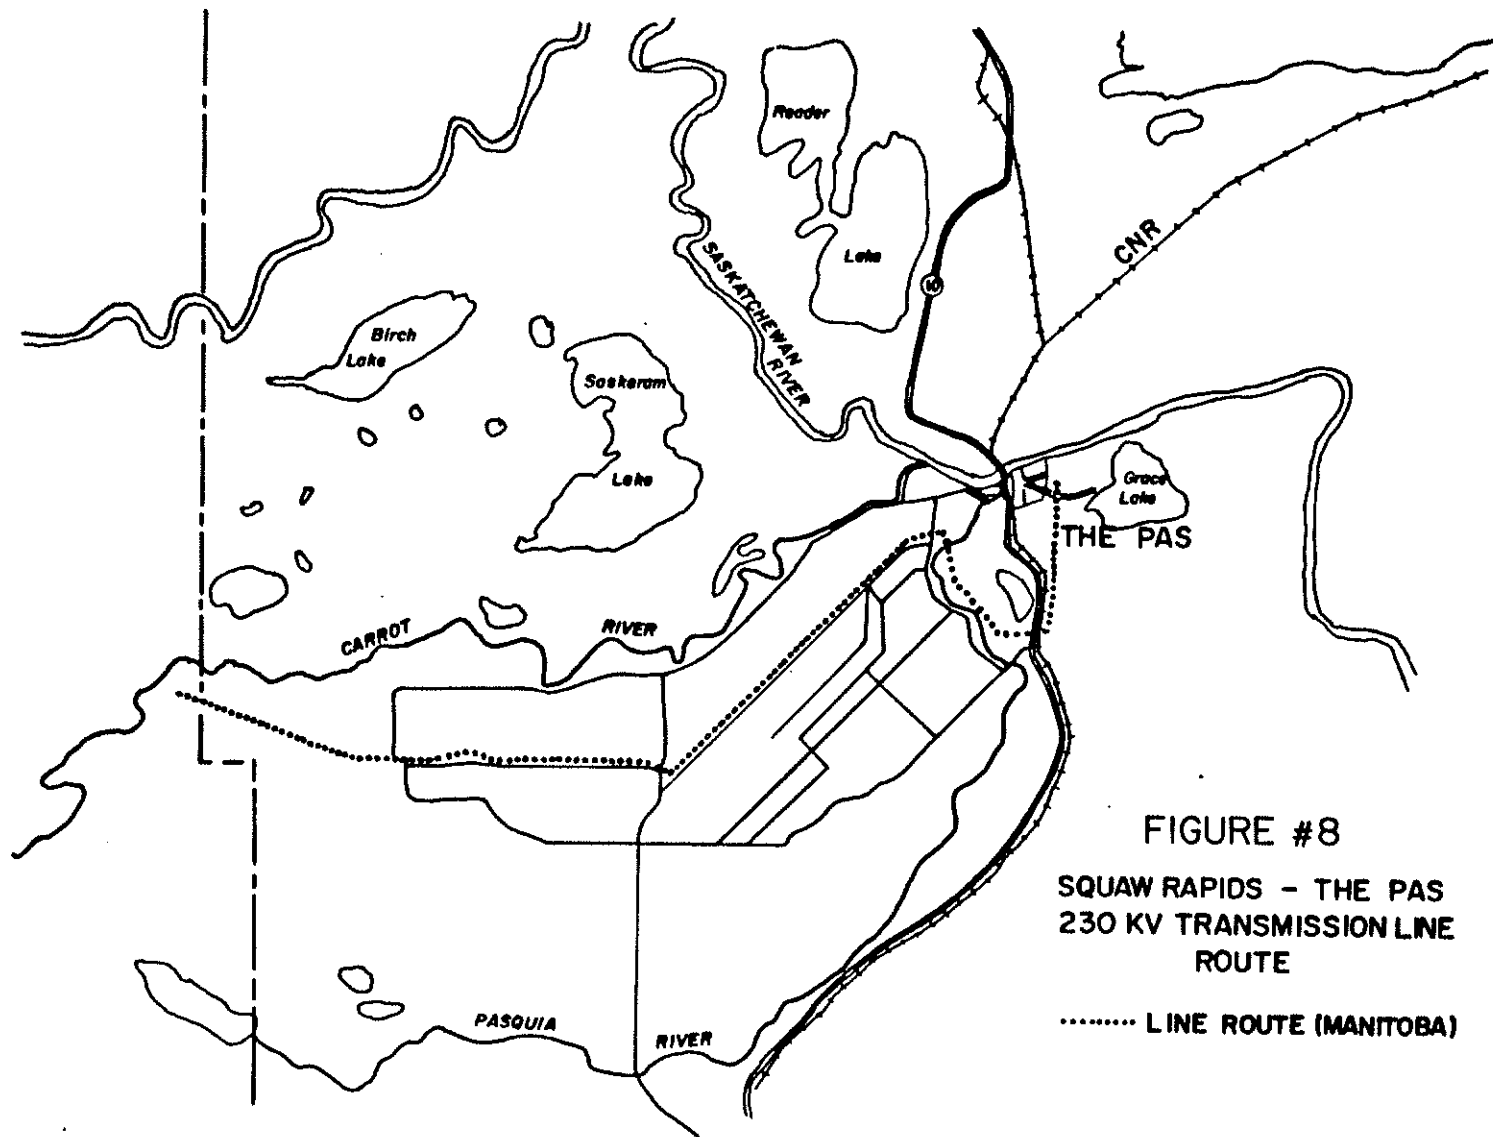 Reader
Lake
SASKATCHEWAN
RIVER
10
CNR
Birch
Lake
Saskeram
Lake
Grace
Lake
THE PAS
CARROT
RIVER
PASQUIA
RIVER
FIGURE #8
SQUAW RAPIDS - THE PAS
230 KV TRANSMISSION LINE
ROUTE
LINE ROUTE (MANITOBA)